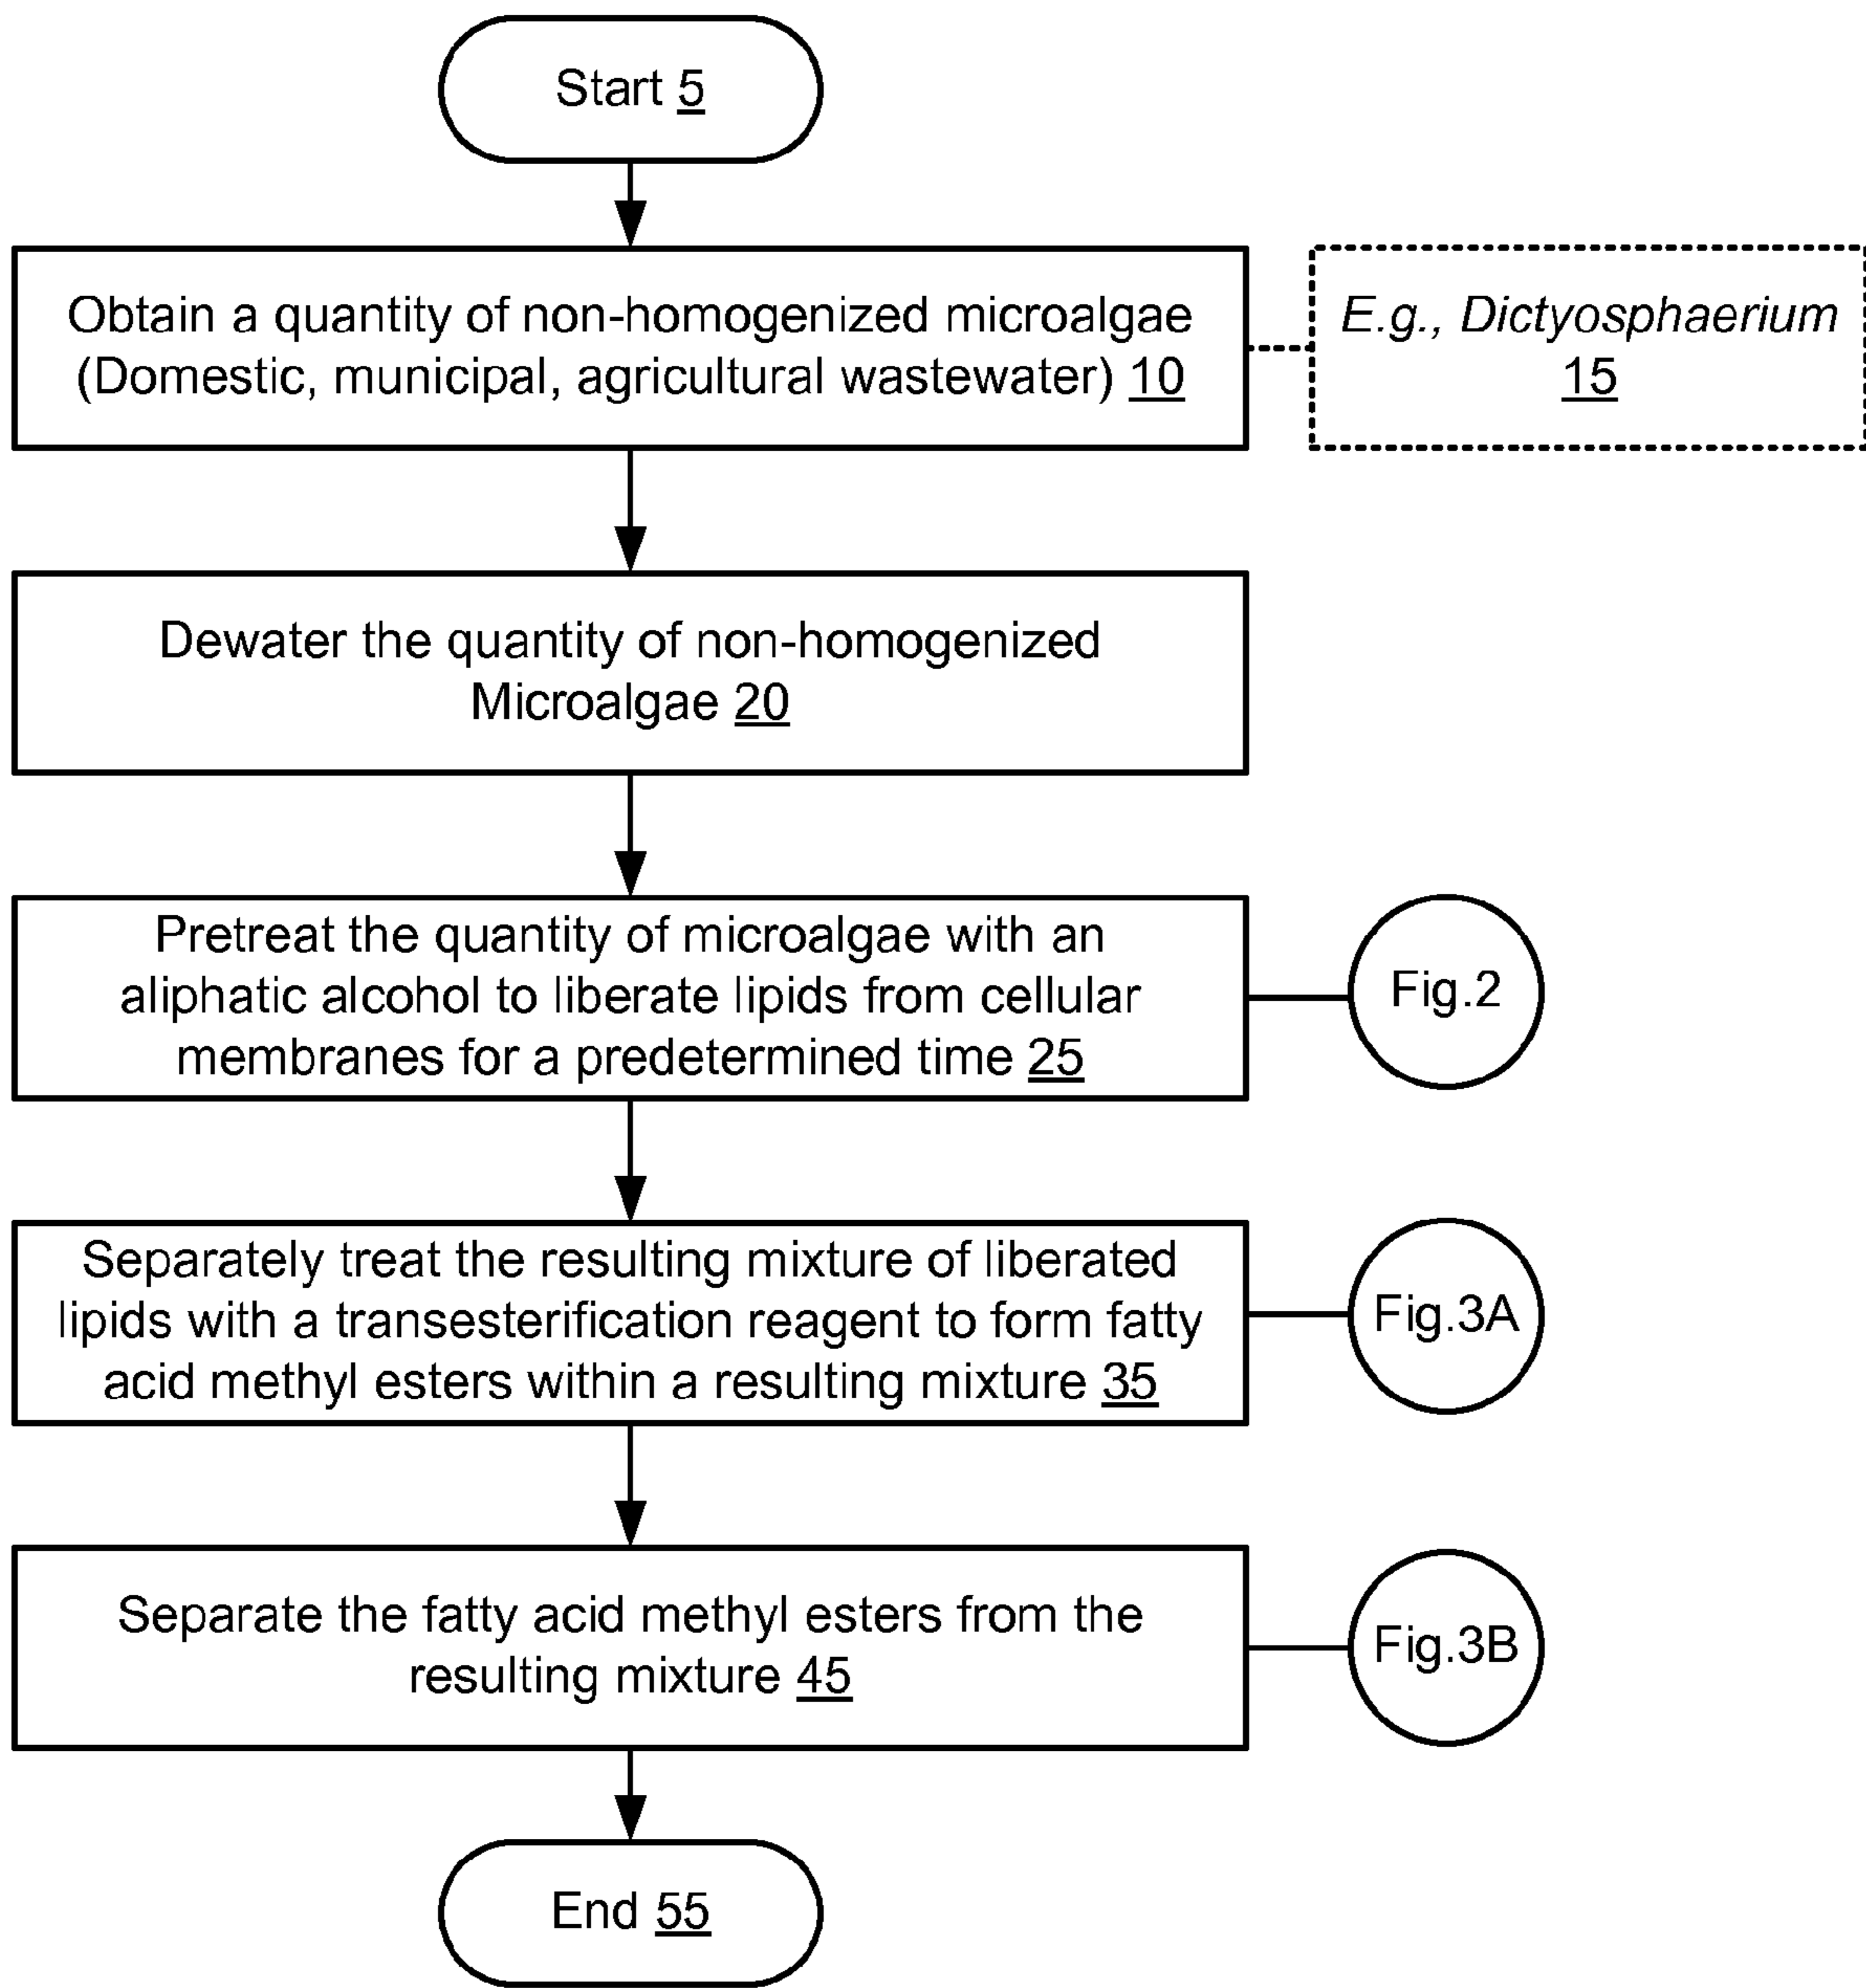 Start 5
Obtain a quantity of non-homogenized microalgae
(Domestic, municipal, agricultural wastewater) 10
E.g., Dictyosphaerium
15
Dewater the quantity of non-homogenized
Microalgae 20
Pretreat the quantity of microalgae with an
aliphatic alcohol to liberate lipids from cellular
membranes for a predetermined time 25
Fig.2
Separately treat the resulting mixture of liberated
lipids with a transesterification reagent to form fatty
acid methyl esters within a resulting mixture 35
Fig.3A
Separate the fatty acid methyl esters from the
resulting mixture 45
Fig.3B
End 55